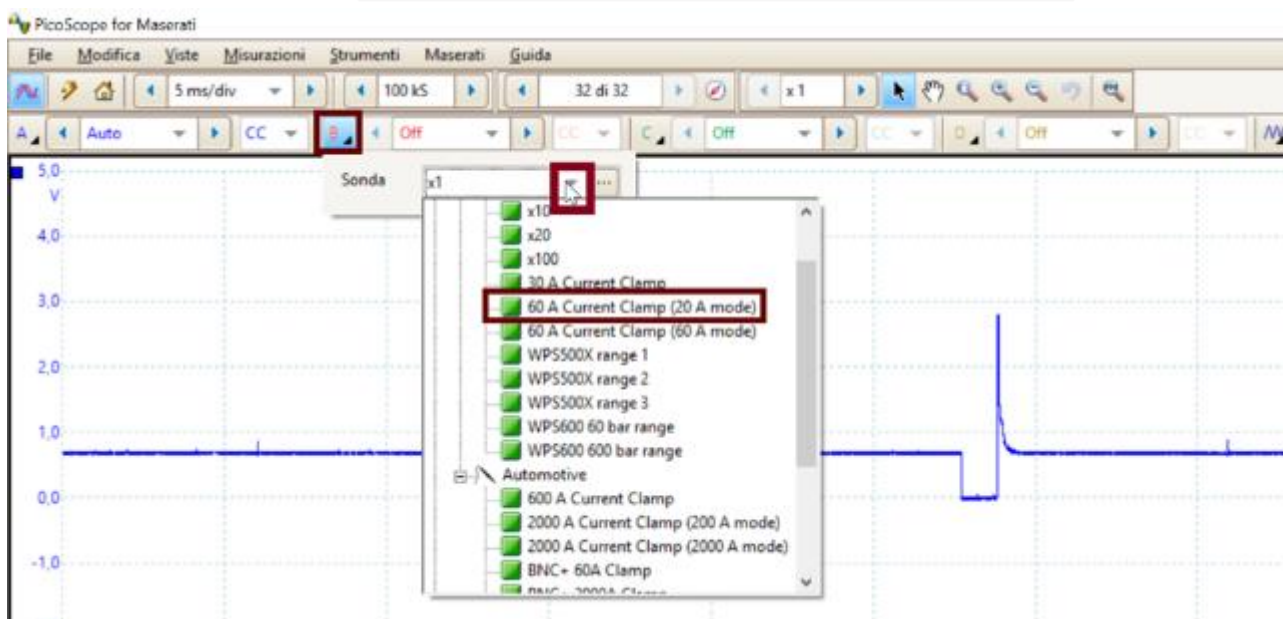 PicoScope for Maserati
File Modifica Viste Misurazioni Strumenti Maserati Guida
5 ms/div 100 kS 32 di 32 x1
A Auto CC B Off CC C Off CC D Off CC
Sonda x1
x10
x20
x100
30 A Current Clamp
60 A Current Clamp (20 A mode)
60 A Current Clamp (60 A mode)
WPS500X range 1
WPS500X range 2
WPS500X range 3
WPS600 60 bar range
WPS600 600 bar range
Automotive
600 A Current Clamp
2000 A Current Clamp (200 A mode)
2000 A Current Clamp (2000 A mode)
BNC+ 60A Clamp
BNC+ 2000A Clamp
5,0
V
4,0
3,0
2,0
1,0
0,0
-1,0